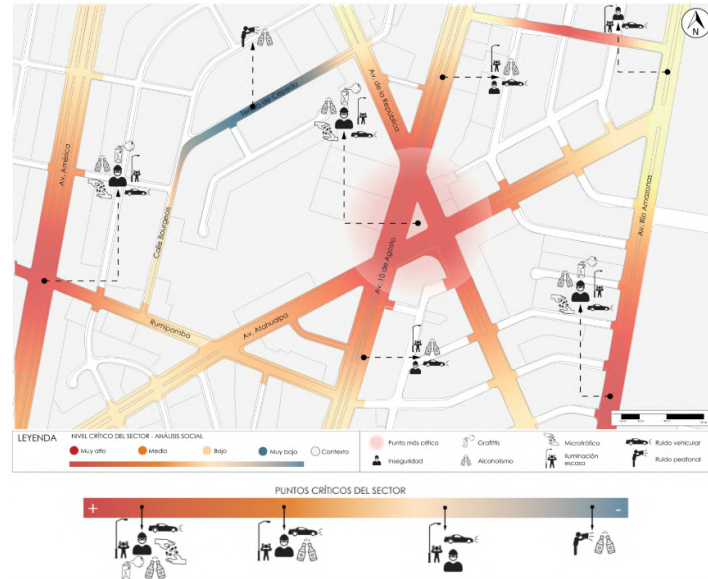 N
Av. América
Calle Bourgeois
Av. de la República
Av. 10 de Agosto
Av. Atahualpa
Rumipamba
Av. Río Amazonas
LEYENDA
NIVEL CRÍTICO DEL SECTOR - ANÁLISIS SOCIAL
Muy alto
Medio
Bajo
Muy bajo
Contexto
Punto más crítico
Grafitis
Microtráfico
Ruido vehicular
Inseguridad
Alcoholismo
Iluminación
escasa
Ruido peatonal
PUNTOS CRÍTICOS DEL SECTOR
+
-